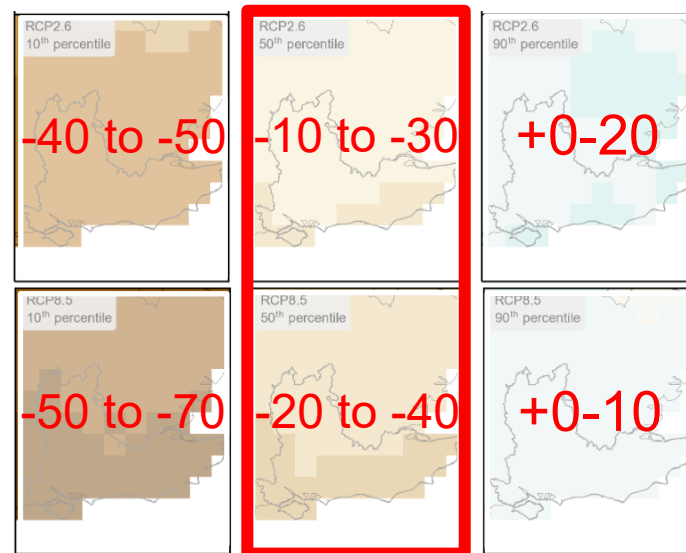 RCP2.6
10th percentile
-40 to -50
RCP2.6
50th percentile
-10 to -30
RCP2.6
90th percentile
+0-20
RCP8.5
10th percentile
-50 to -70
RCP8.5
50th percentile
-20 to -40
RCP8.5
90th percentile
+0-10